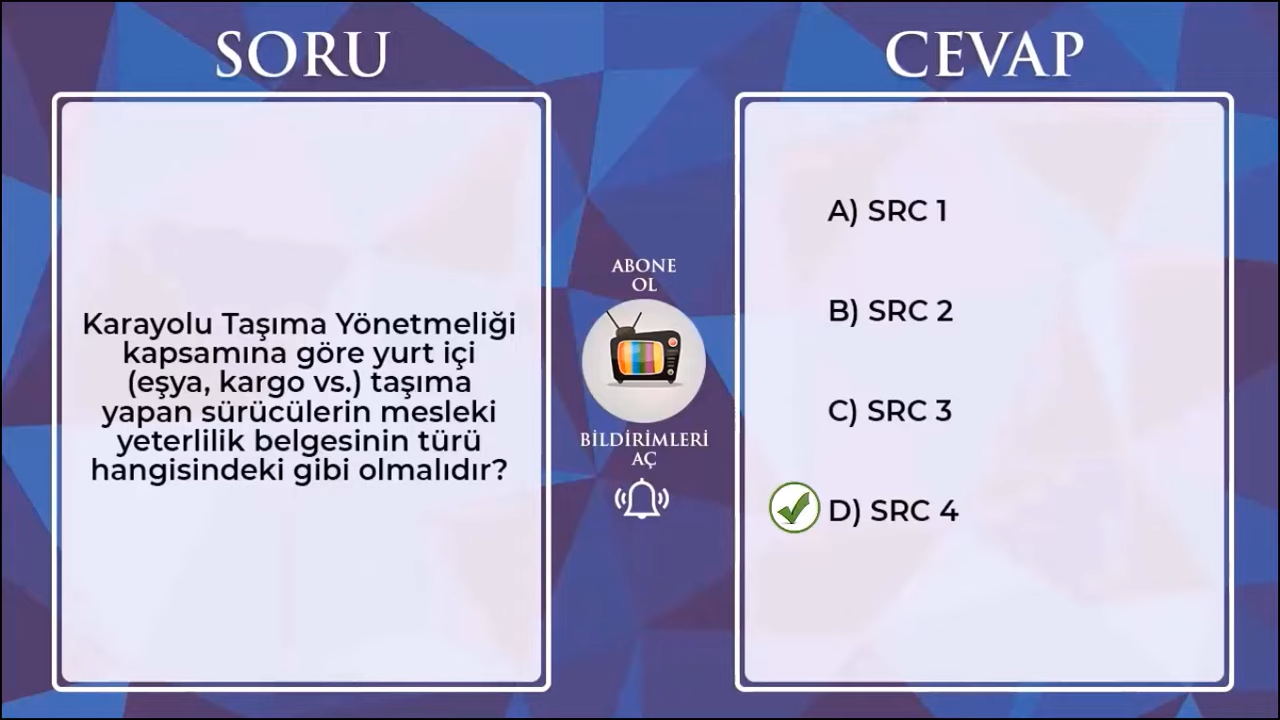 SORU
Karayolu Taşıma Yönetmeliği
kapsamına göre yurt içi
(eşya, kargo vs.) taşıma
yapan sürücülerin mesleki
yeterlilik belgesinin türü
hangisindeki gibi olmalıdır?
ABONE
OL
BİLDİRİMLERİ
AÇ
CEVAP
A) SRC 1
B) SRC 2
C) SRC 3
D) SRC 4